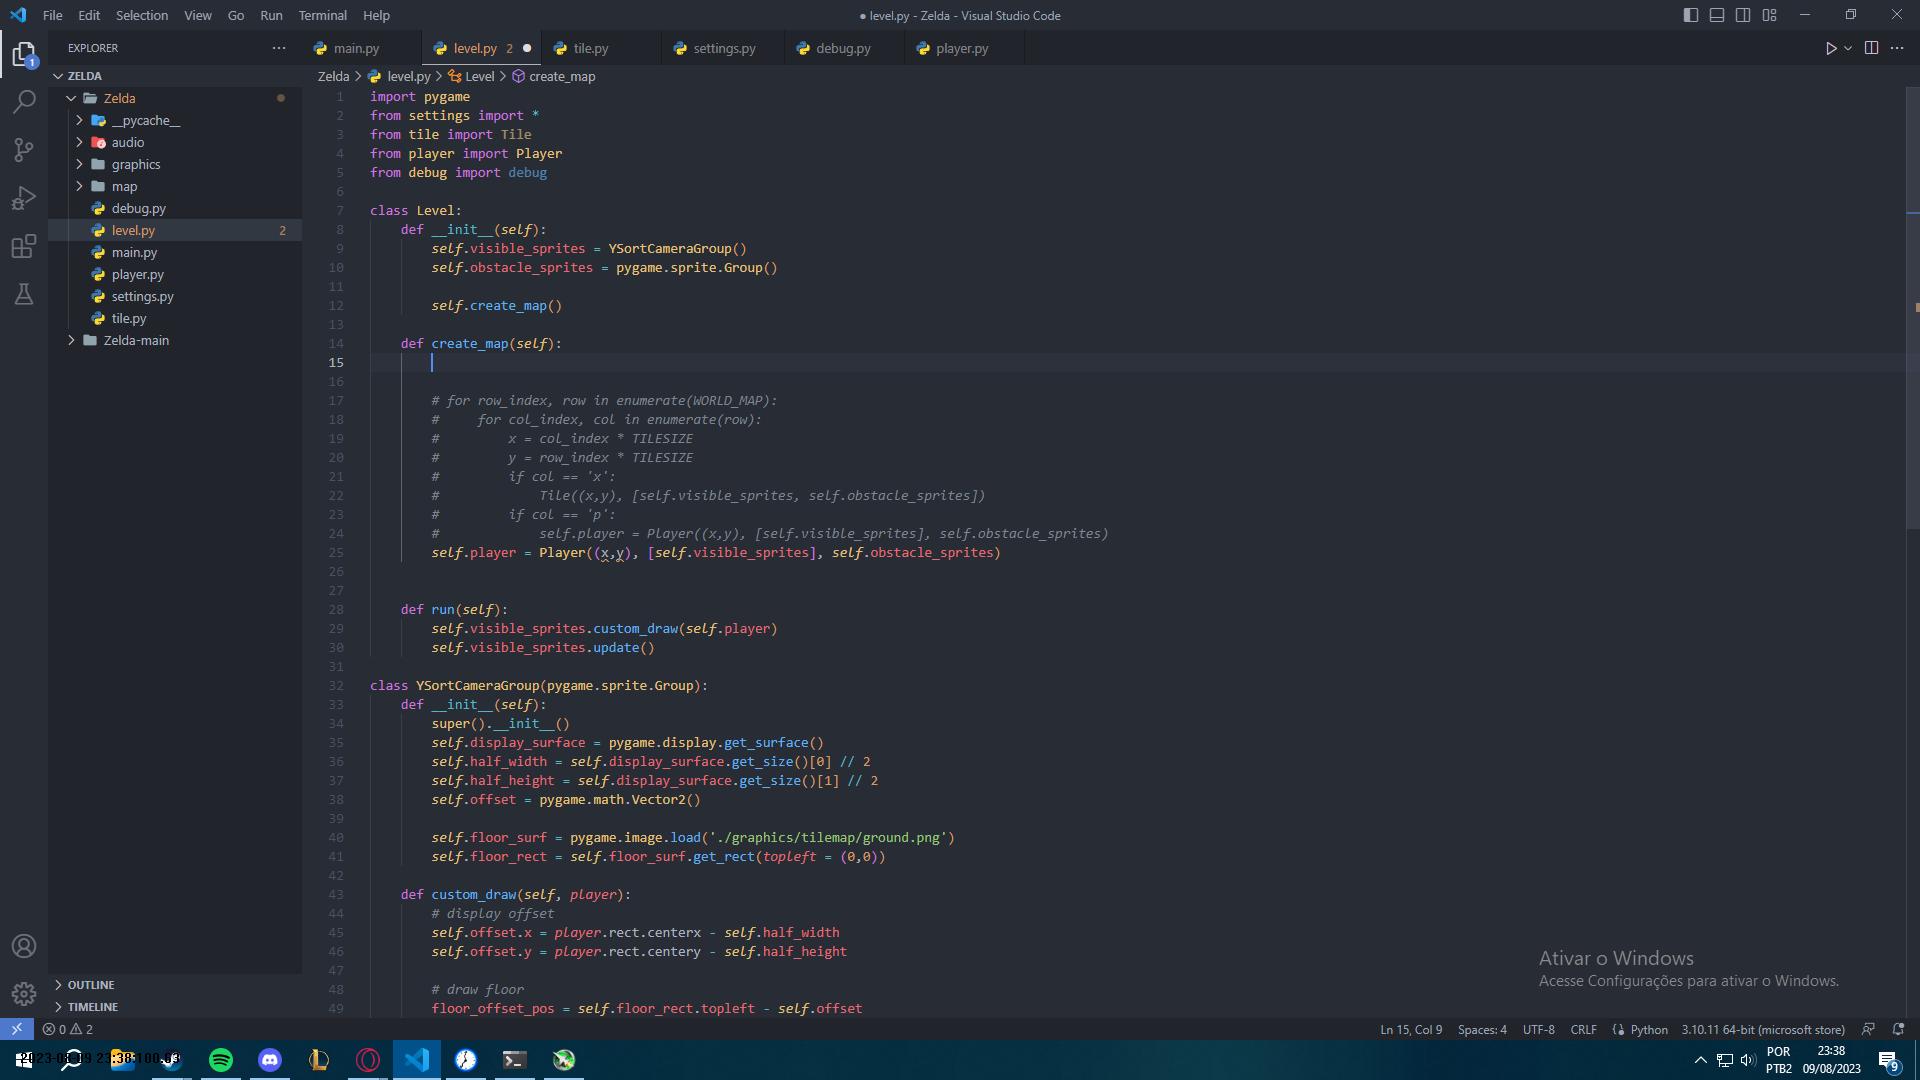 File Edit Selection View Go Run Terminal Help
● level.py - Zelda - Visual Studio Code
EXPLORER
1
ZELDA
Zelda
__pycache__
audio
graphics
map
debug.py
level.py 2
main.py
player.py
settings.py
tile.py
Zelda-main
OUTLINE
TIMELINE
main.py level.py 2 tile.py settings.py debug.py player.py
Zelda > level.py > Level > create_map
1 import pygame
2 from settings import *
3 from tile import Tile
4 from player import Player
5 from debug import debug
6
7 class Level:
8 def __init__(self):
9 self.visible_sprites = YSortCameraGroup()
10 self.obstacle_sprites = pygame.sprite.Group()
11
12 self.create_map()
13
14 def create_map(self):
15
16
17 # for row_index, row in enumerate(WORLD_MAP):
18 # for col_index, col in enumerate(row):
19 # x = col_index * TILESIZE
20 # y = row_index * TILESIZE
21 # if col == 'x':
22 # Tile((x,y), [self.visible_sprites, self.obstacle_sprites])
23 # if col == 'p':
24 # self.player = Player((x,y), [self.visible_sprites], self.obstacle_sprites)
25 self.player = Player((x,y), [self.visible_sprites], self.obstacle_sprites)
26
27
28 def run(self):
29 self.visible_sprites.custom_draw(self.player)
30 self.visible_sprites.update()
31
32 class YSortCameraGroup(pygame.sprite.Group):
33 def __init__(self):
34 super().__init__()
35 self.display_surface = pygame.display.get_surface()
36 self.half_width = self.display_surface.get_size()[0] // 2
37 self.half_height = self.display_surface.get_size()[1] // 2
38 self.offset = pygame.math.Vector2()
39
40 self.floor_surf = pygame.image.load('./graphics/tilemap/ground.png')
41 self.floor_rect = self.floor_surf.get_rect(topleft = (0,0))
42
43 def custom_draw(self, player):
44 # display offset
45 self.offset.x = player.rect.centerx - self.half_width
46 self.offset.y = player.rect.centery - self.half_height
47
48 # draw floor
49 floor_offset_pos = self.floor_rect.topleft - self.offset
Ativar o Windows
Acesse Configurações para ativar o Windows.
0 2
Ln 15, Col 9 Spaces: 4 UTF-8 CRLF Python 3.10.11 64-bit (microsoft store)
POR
PTB2
23:38
09/08/2023
9